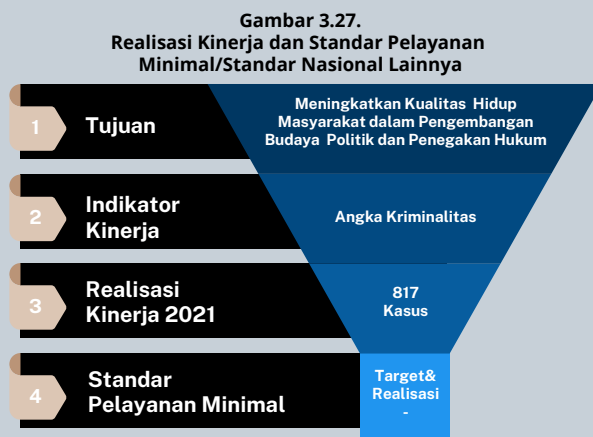 Gambar 3.27.
Realisasi Kinerja dan Standar Pelayanan
Minimal/Standar Nasional Lainnya
1
Tujuan
Meningkatkan Kualitas Hidup
Masyarakat dalam Pengembangan
Budaya Politik dan Penegakan Hukum
2
Indikator
Kinerja
Angka Kriminalitas
3
Realisasi
Kinerja 2021
817
Kasus
4
Standar
Pelayanan Minimal
Target&
Realisasi
-